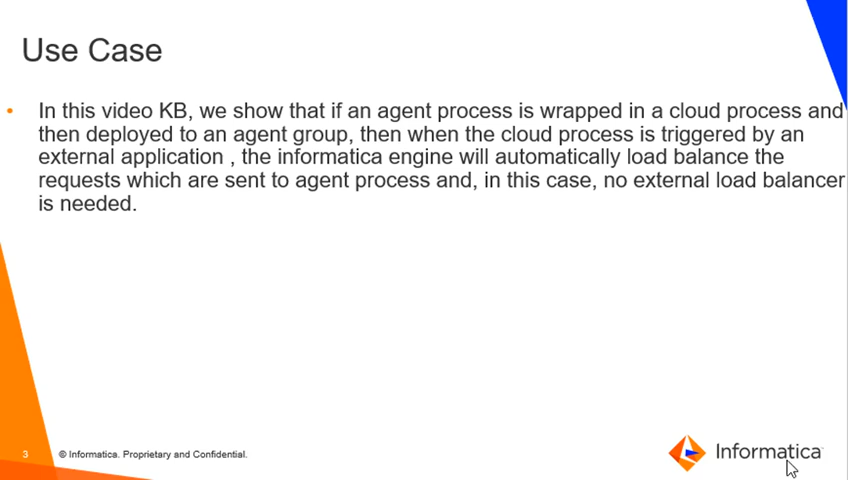 Use Case
• In this video KB, we show that if an agent process is wrapped in a cloud process and
then deployed to an agent group, then when the cloud process is triggered by an
external application , the informatica engine will automatically load balance the
requests which are sent to agent process and, in this case, no external load balancer
is needed.
3 © Informatica. Proprietary and Confidential.
Informatica